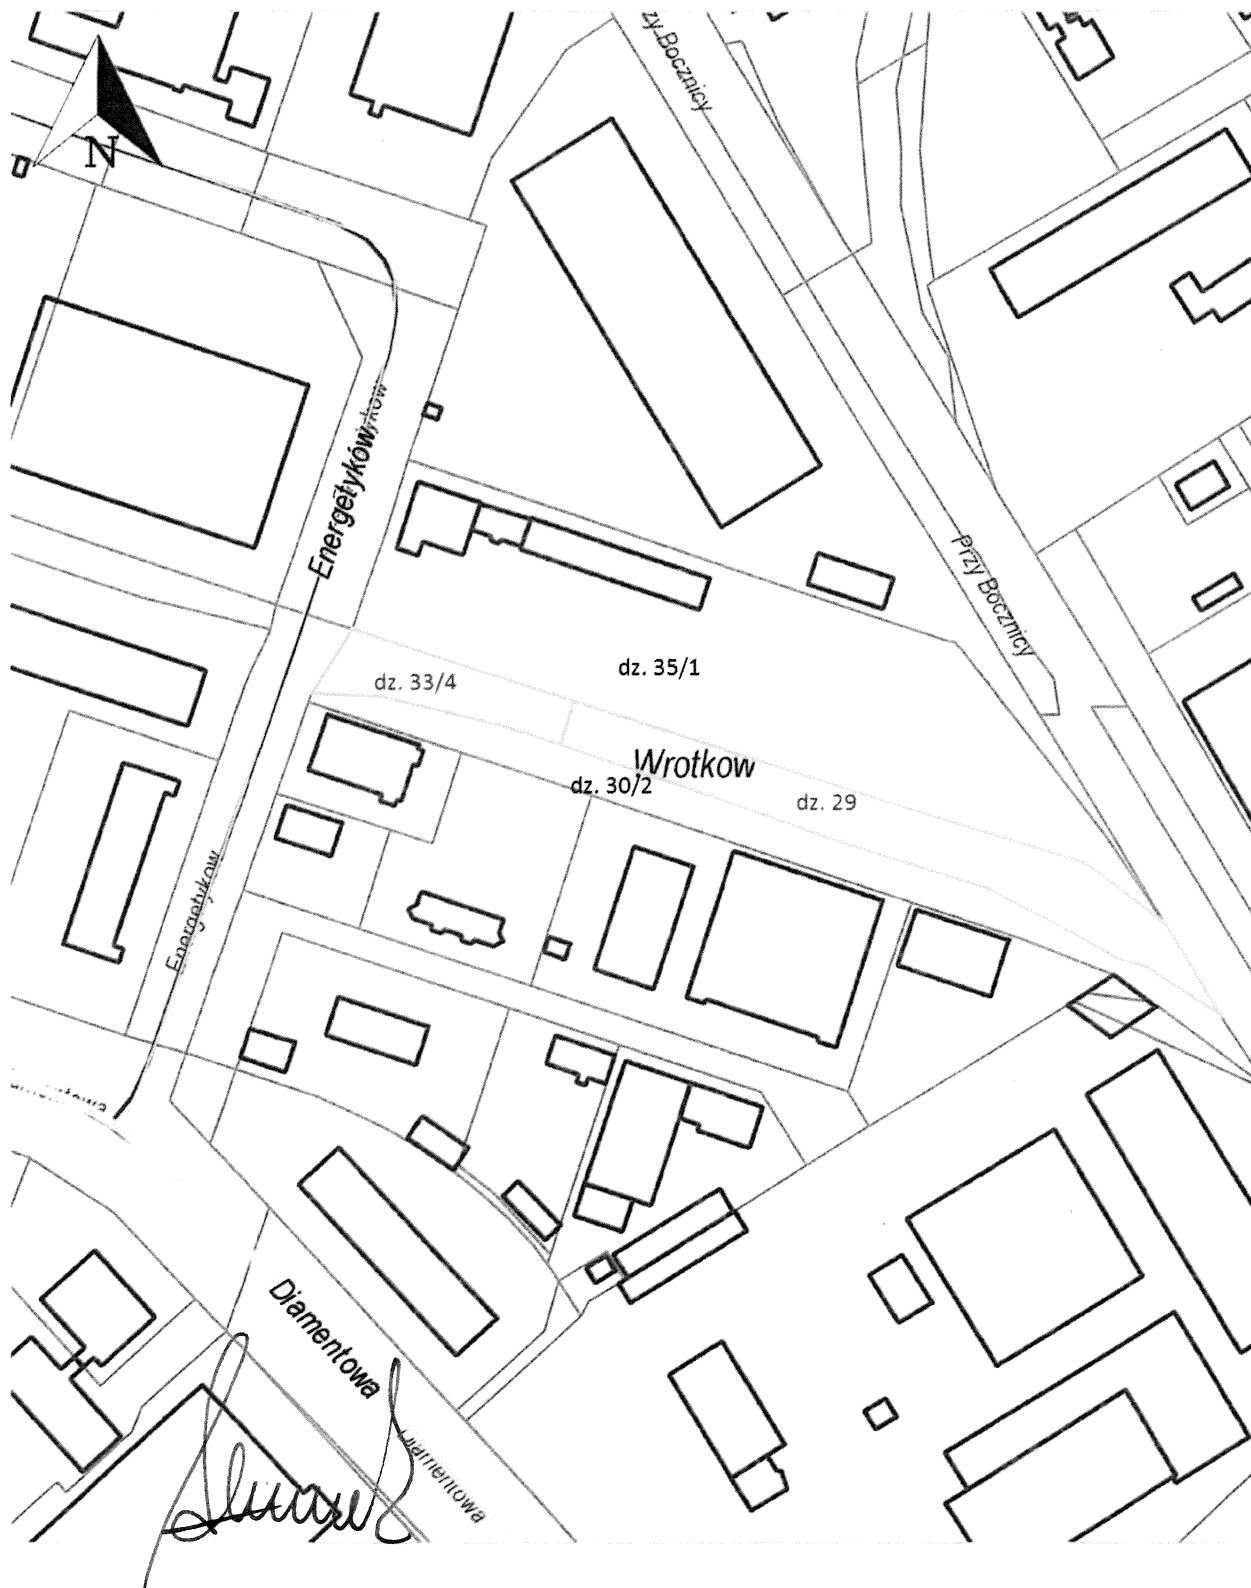 Przy Bocznicy
N
Energetyków
Przy Bocznicy
dz. 35/1
dz. 33/4
Wrotkow
dz. 30/2
dz. 29
Energetykow
Diamentowa
Diamentowa